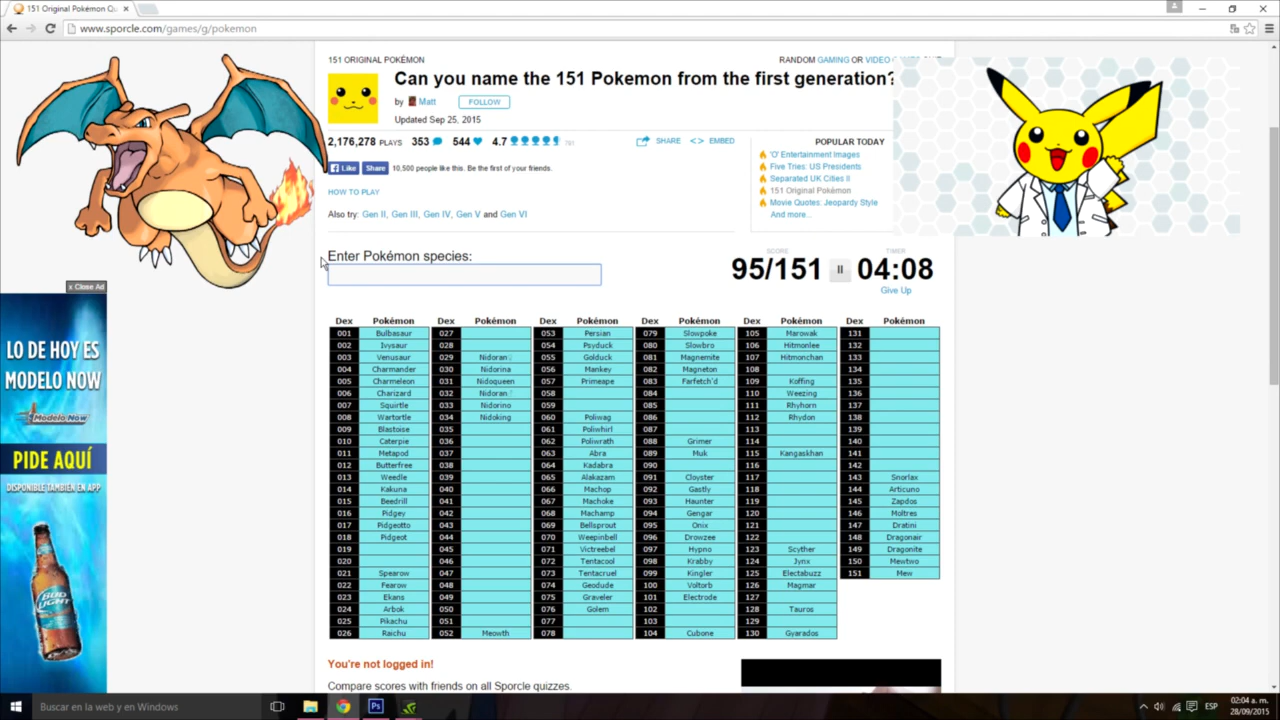 151 Original Pokémon Qu
www.sporcle.com/games/g/pokemon
151 ORIGINAL POKÉMON
RANDOM GAMING OR VIDEO
Can you name the 151 Pokemon from the first generation?
by Matt FOLLOW
Updated Sep 25, 2015
2,176,278 PLAYS 353 544 4.7
SHARE <> EMBED
Like Share 10,500 people like this. Be the first of your friends.
HOW TO PLAY
Also try: Gen II, Gen III, Gen IV, Gen V and Gen VI
POPULAR TODAY
'O' Entertainment Images
Five Tries: US Presidents
Separated UK Cities II
151 Original Pokémon
Movie Quotes: Jeopardy Style
And more...
Enter Pokémon species:
SCORE
95/151
TIMER
04:08
Give Up
x Close Ad
LO DE HOY ES
MODELO NOW
ModeloNow
PIDE AQUÍ
¡DISPONIBLE TAMBIÉN EN APP
BUD LIGHT
Dex Pokémon Dex Pokémon Dex Pokémon Dex Pokémon Dex Pokémon Dex Pokémon
001 Bulbasaur 027 053 Persian 079 Slowpoke 105 Marowak 131
002 Ivysaur 028 054 Psyduck 080 Slowbro 106 Hitmonlee 132
003 Venusaur 029 Nidoran 055 Golduck 081 Magnemite 107 Hitmonchan 133
004 Charmander 030 Nidorina 056 Mankey 082 Magneton 108 134
005 Charmeleon 031 Nidoqueen 057 Primeape 083 Farfetch'd 109 Koffing 135
006 Charizard 032 Nidoran 058 084 110 Weezing 136
007 Squirtle 033 Nidorino 059 085 111 Rhyhorn 137
008 Wartortle 034 Nidoking 060 Poliwag 086 112 Rhydon 138
009 Blastoise 035 061 Poliwhirl 087 113 139
010 Caterpie 036 062 Poliwrath 088 Grimer 114 140
011 Metapod 037 063 Abra 089 Muk 115 Kangaskhan 141
012 Butterfree 038 064 Kadabra 090 116 142
013 Weedle 039 065 Alakazam 091 Cloyster 117 143 Snorlax
014 Kakuna 040 066 Machop 092 Gastly 118 144 Articuno
015 Beedrill 041 067 Machoke 093 Haunter 119 145 Zapdos
016 Pidgey 042 068 Machamp 094 Gengar 120 146 Moltres
017 Pidgeotto 043 069 Bellsprout 095 Onix 121 147 Dratini
018 Pidgeot 044 070 Weepinbell 096 Drowzee 122 148 Dragonair
019 045 071 Victreebel 097 Hypno 123 Scyther 149 Dragonite
020 046 072 Tentacool 098 Krabby 124 Jynx 150 Mewtwo
021 Spearow 047 073 Tentacruel 099 Kingler 125 Electabuzz 151 Mew
022 Fearow 048 074 Geodude 100 Voltorb 126 Magmar
023 Ekans 049 075 Graveler 101 Electrode 127
024 Arbok 050 076 Golem 102 128 Tauros
025 Pikachu 051 077 103 129
026 Raichu 052 Meowth 078 104 Cubone 130 Gyarados
You're not logged in!
Compare scores with friends on all Sporcle quizzes.
Buscar en la web y en Windows
Ps
ESP
02:04 a. m.
28/09/2015